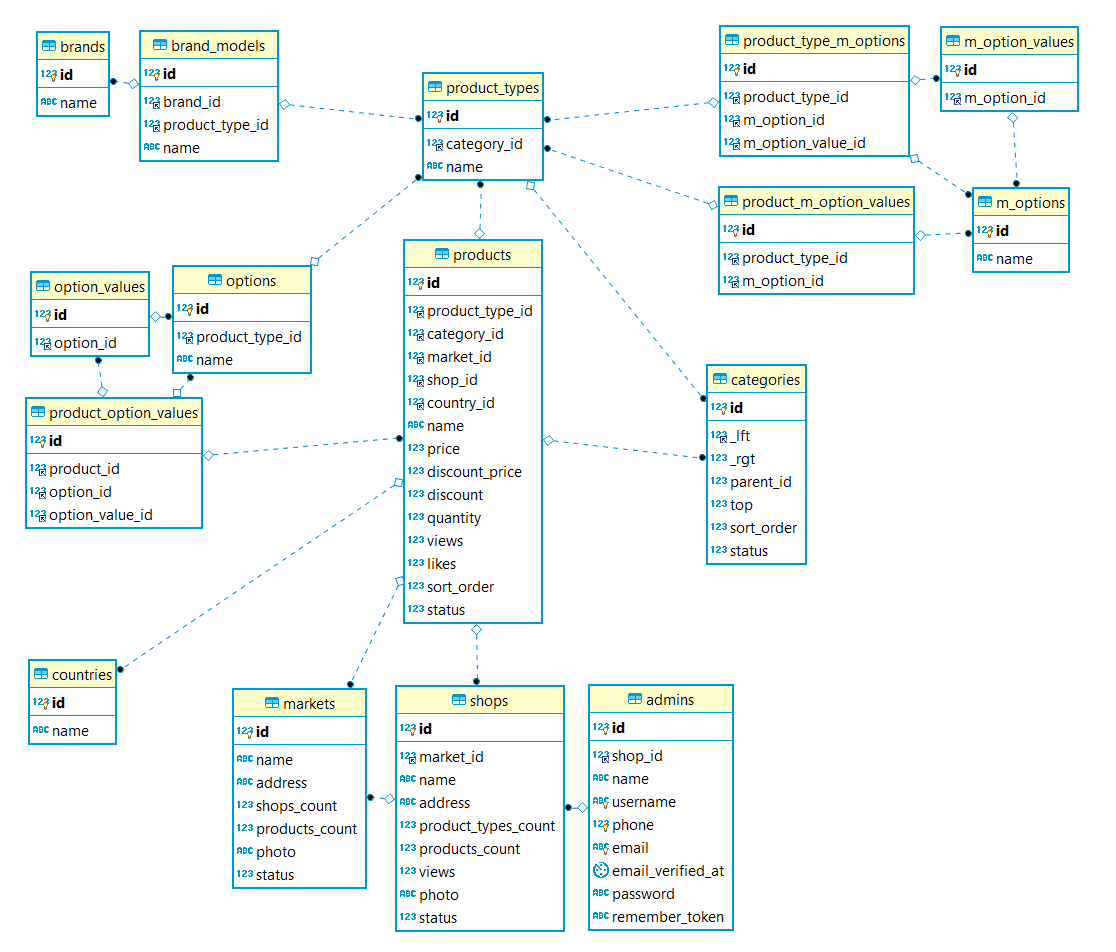 brands
123 id
ABC name
brand_models
123 id
123 brand_id
123 product_type_id
ABC name
product_types
123 id
123 category_id
ABC name
product_type_m_options
123 id
123 product_type_id
123 m_option_id
123 m_option_value_id
m_option_values
123 id
123 m_option_id
product_m_option_values
123 id
123 product_type_id
123 m_option_id
m_options
123 id
ABC name
option_values
123 id
123 option_id
options
123 id
123 product_type_id
ABC name
product_option_values
123 id
123 product_id
123 option_id
123 option_value_id
products
123 id
123 product_type_id
123 category_id
123 market_id
123 shop_id
123 country_id
ABC name
123 price
123 discount_price
123 discount
123 quantity
123 views
123 likes
123 sort_order
123 status
categories
123 id
123 _lft
123 _rgt
123 parent_id
123 top
123 sort_order
123 status
countries
123 id
ABC name
markets
123 id
ABC name
ABC address
123 shops_count
123 products_count
ABC photo
123 status
shops
123 id
123 market_id
ABC name
ABC address
123 product_types_count
123 products_count
123 views
ABC photo
123 status
admins
123 id
123 shop_id
ABC name
ABC username
123 phone
ABC email
email_verified_at
ABC password
ABC remember_token